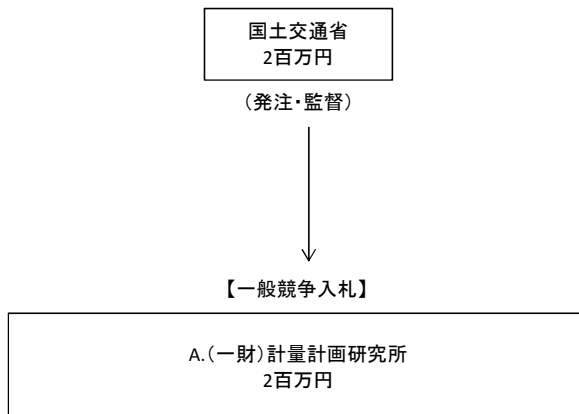 国土交通省
2百万円
（発注・監督）
【一般競争入札】
A.（一財）計量計画研究所
2百万円